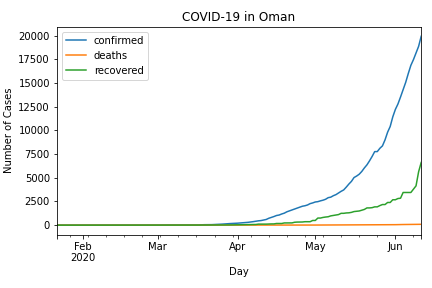 COVID-19 in Oman
confirmed
deaths
recovered
20000
17500
15000
12500
10000
7500
5000
2500
0
Number of Cases
Feb
2020
Mar
Apr
May
Jun
Day